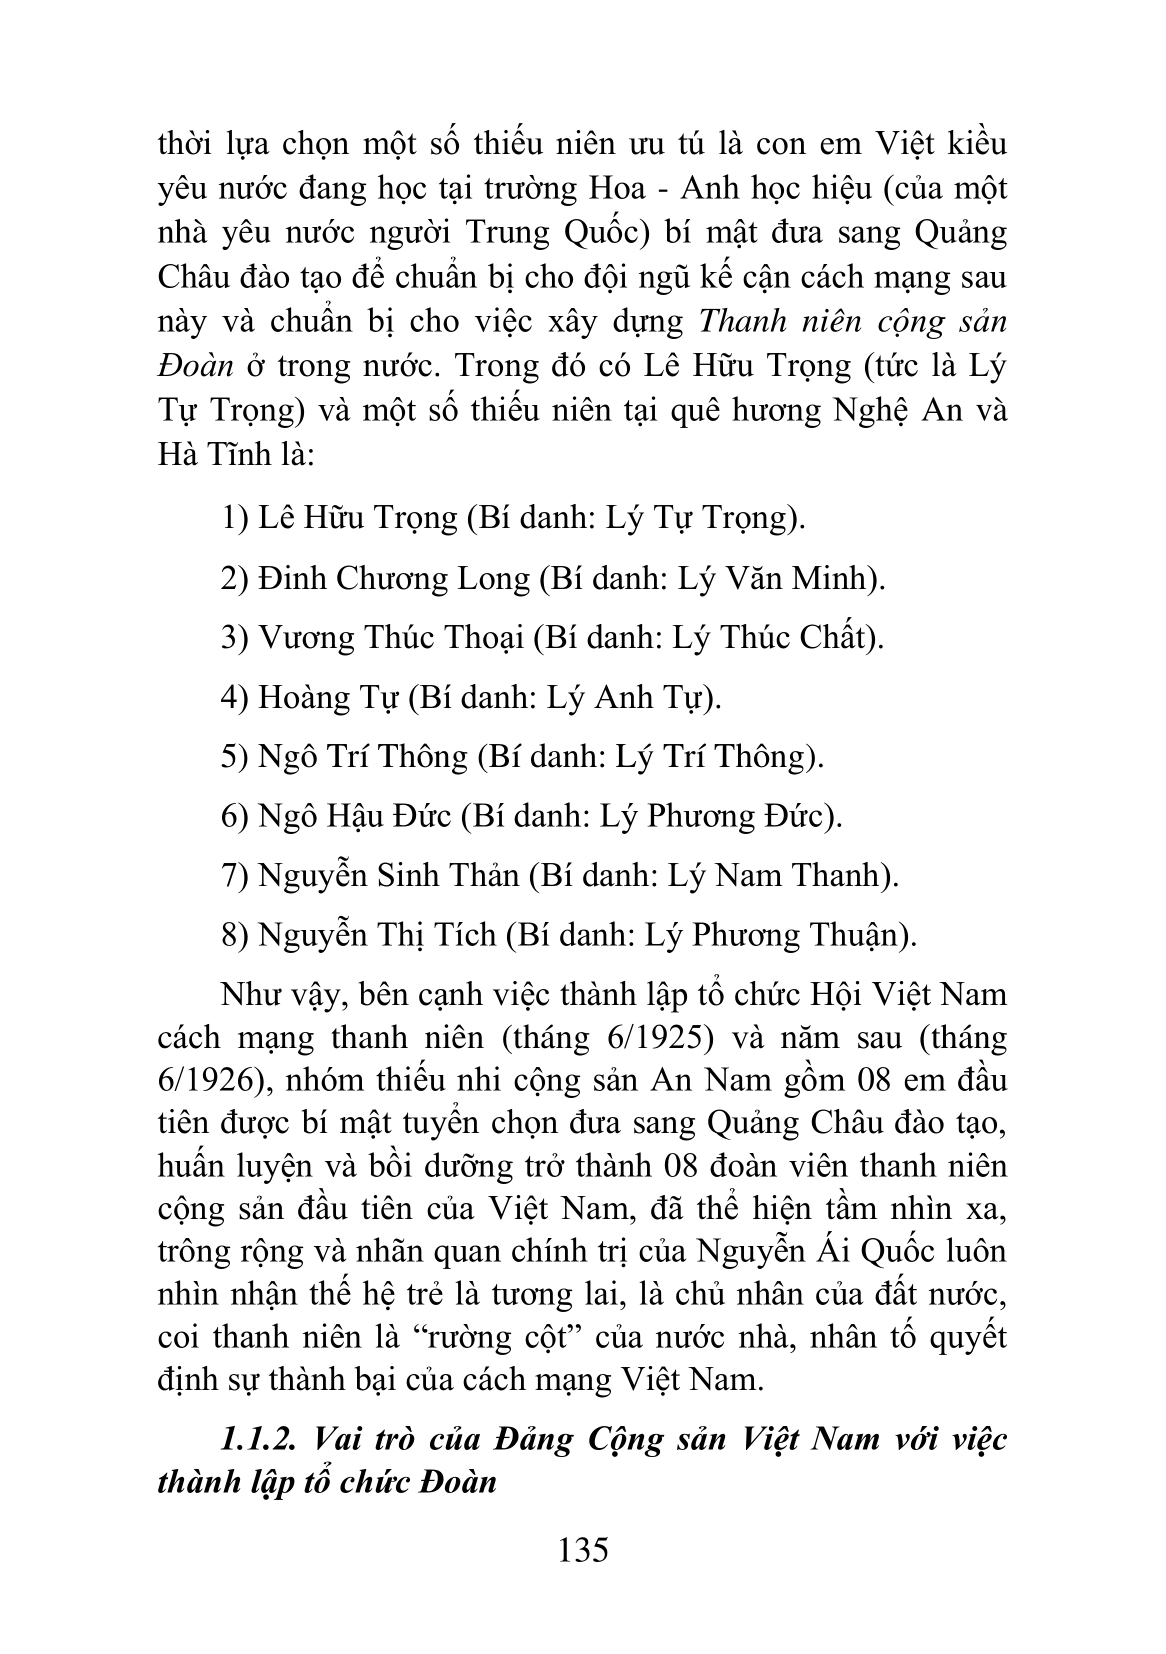 thời lựa chọn một số thiếu niên ưu tú là con em Việt kiều
yêu nước đang học tại trường Hoa - Anh học hiệu (của một
nhà yêu nước người Trung Quốc) bí mật đưa sang Quảng
Châu đào tạo để chuẩn bị cho đội ngũ kế cận cách mạng sau
này và chuẩn bị cho việc xây dựng Thanh niên cộng sản
Đoàn ở trong nước. Trong đó có Lê Hữu Trọng (tức là Lý
Tự Trọng) và một số thiếu niên tại quê hương Nghệ An và
Hà Tĩnh là:
1) Lê Hữu Trọng (Bí danh: Lý Tự Trọng).
2) Đinh Chương Long (Bí danh: Lý Văn Minh).
3) Vương Thúc Thoại (Bí danh: Lý Thúc Chất).
4) Hoàng Tự (Bí danh: Lý Anh Tự).
5) Ngô Trí Thông (Bí danh: Lý Trí Thông).
6) Ngô Hậu Đức (Bí danh: Lý Phương Đức).
7) Nguyễn Sinh Thản (Bí danh: Lý Nam Thanh).
8) Nguyễn Thị Tích (Bí danh: Lý Phương Thuận).
Như vậy, bên cạnh việc thành lập tổ chức Hội Việt Nam
cách mạng thanh niên (tháng 6/1925) và năm sau (tháng
6/1926), nhóm thiếu nhi cộng sản An Nam gồm 08 em đầu
tiên được bí mật tuyển chọn đưa sang Quảng Châu đào tạo,
huấn luyện và bồi dưỡng trở thành 08 đoàn viên thanh niên
cộng sản đầu tiên của Việt Nam, đã thể hiện tầm nhìn xa,
trông rộng và nhãn quan chính trị của Nguyễn Ái Quốc luôn
nhìn nhận thế hệ trẻ là tương lai, là chủ nhân của đất nước,
coi thanh niên là “rường cột” của nước nhà, nhân tố quyết
định sự thành bại của cách mạng Việt Nam.
1.1.2. Vai trò của Đảng Cộng sản Việt Nam với việc
thành lập tổ chức Đoàn
135